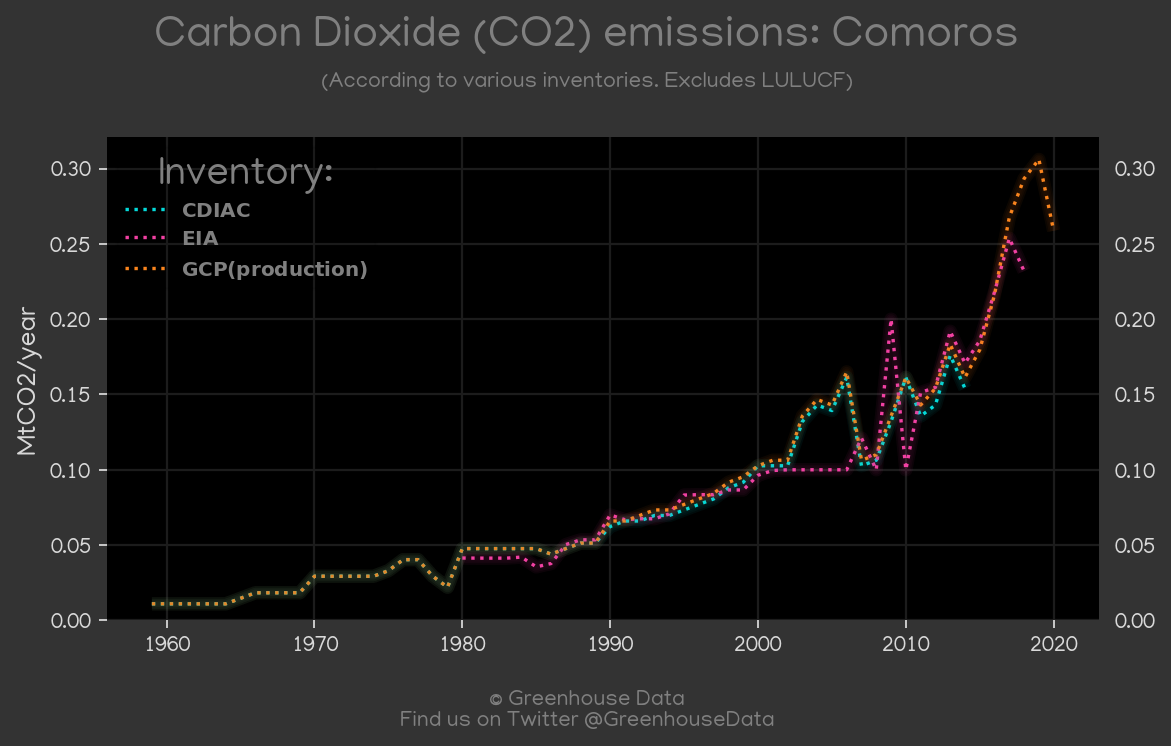 Carbon Dioxide (CO2) emissions: Comoros
(According to various inventories. Excludes LULUCF)
Inventory:
CDIAC
EIA
GCP(production)
MtCO2/year
0.30
0.25
0.20
0.15
0.10
0.05
0.00
0.30
0.25
0.20
0.15
0.10
0.05
0.00
1960 1970 1980 1990 2000 2010 2020
© Greenhouse Data
Find us on Twitter @GreenhouseData